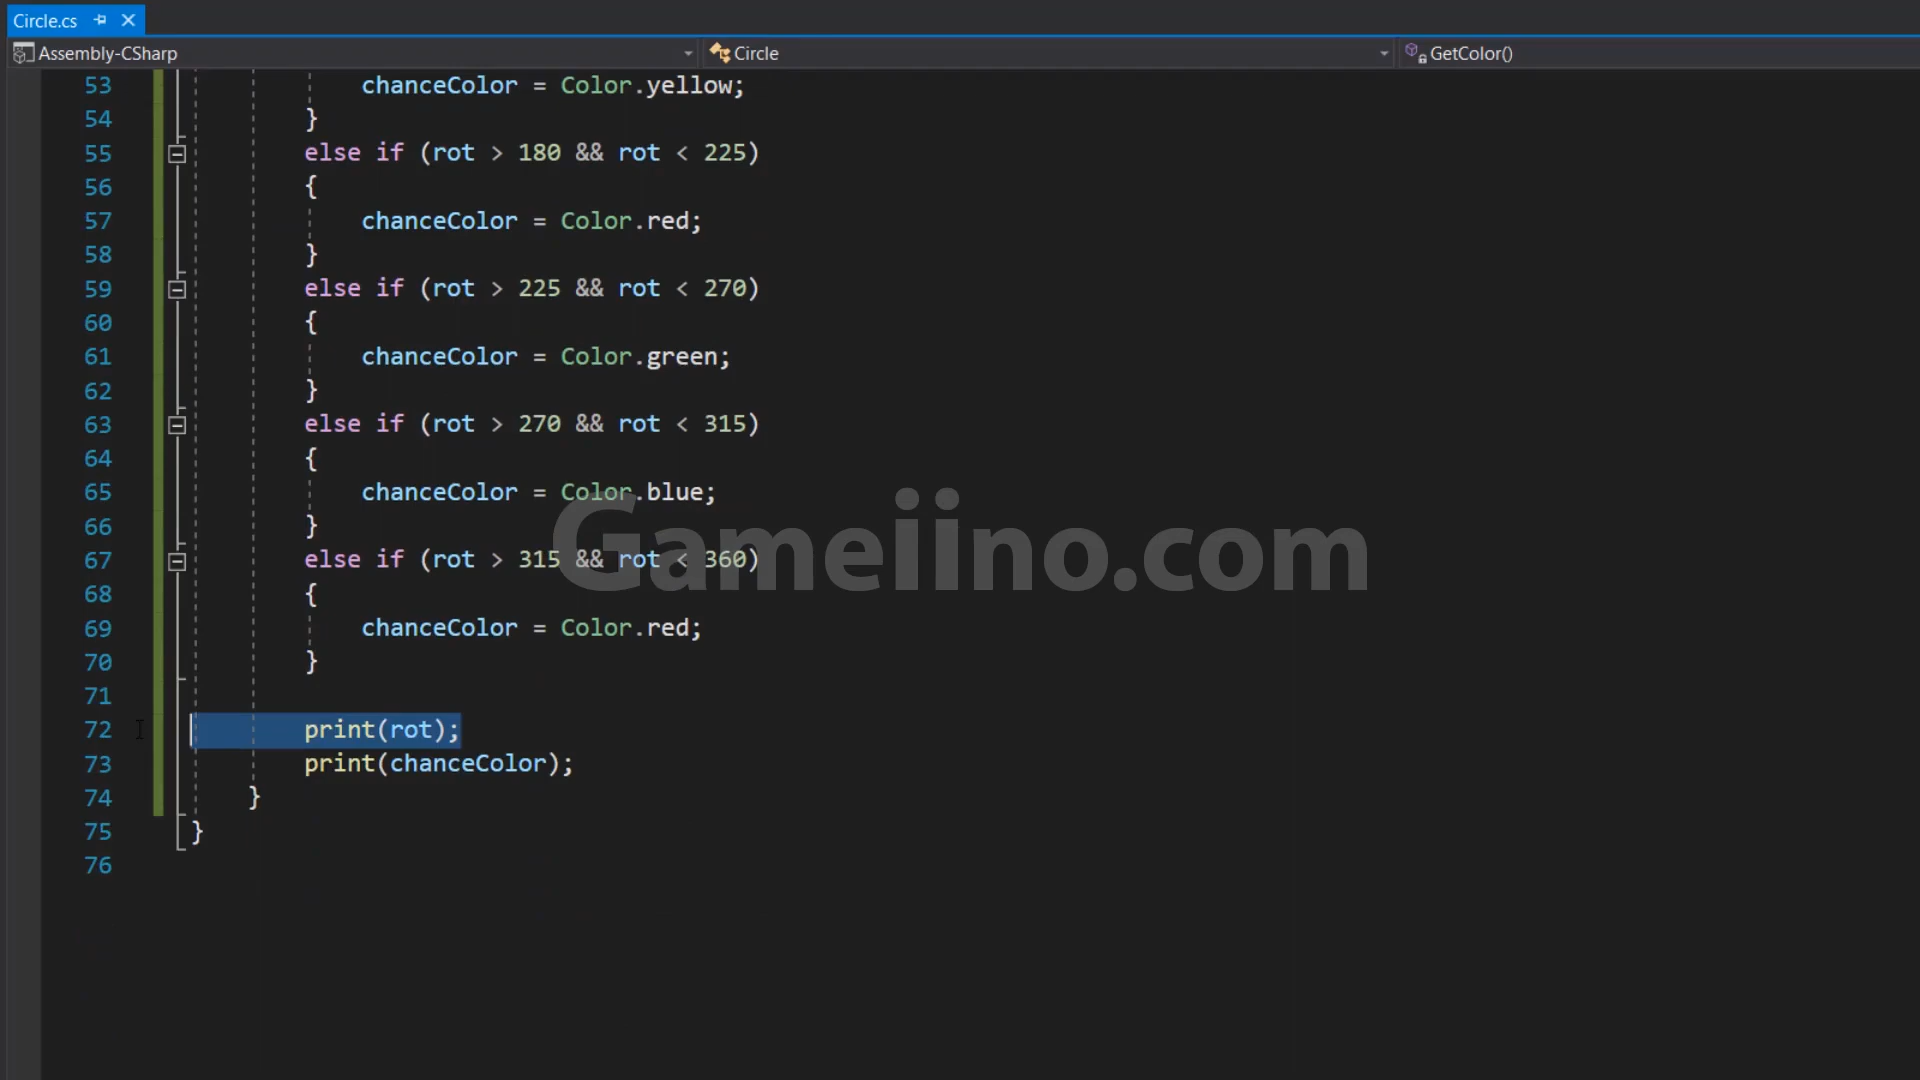 Circle.cs
Assembly-CSharp Circle GetColor()
53 chanceColor = Color.yellow;
54 }
55 else if (rot > 180 && rot < 225)
56 {
57 chanceColor = Color.red;
58 }
59 else if (rot > 225 && rot < 270)
60 {
61 chanceColor = Color.green;
62 }
63 else if (rot > 270 && rot < 315)
64 {
65 chanceColor = Color.blue;
66 }
Gameiino.com
67 else if (rot > 315 && rot < 360)
68 {
69 chanceColor = Color.red;
70 }
71
72 print(rot);
73 print(chanceColor);
74 }
75 }
76